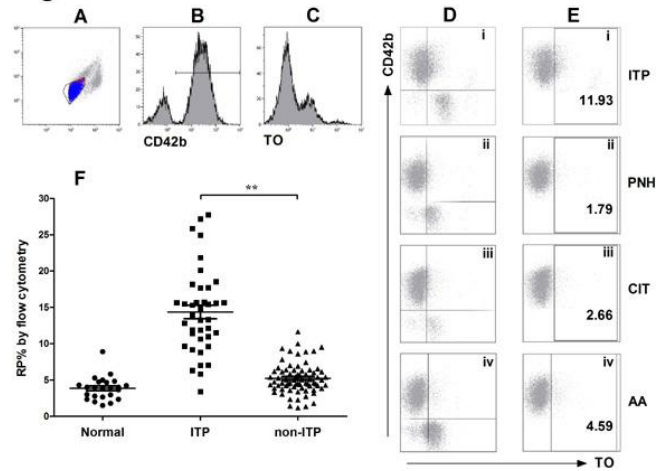 A
B
C
CD42b
TO
D
E
CD42b
i
i
ITP
11.93
ii
ii
PNH
1.79
iii
iii
CIT
2.66
iv
iv
AA
4.59
TO
F
**
RP% by flow cytometry
30
25
20
15
10
5
0
Normal
ITP
non-ITP